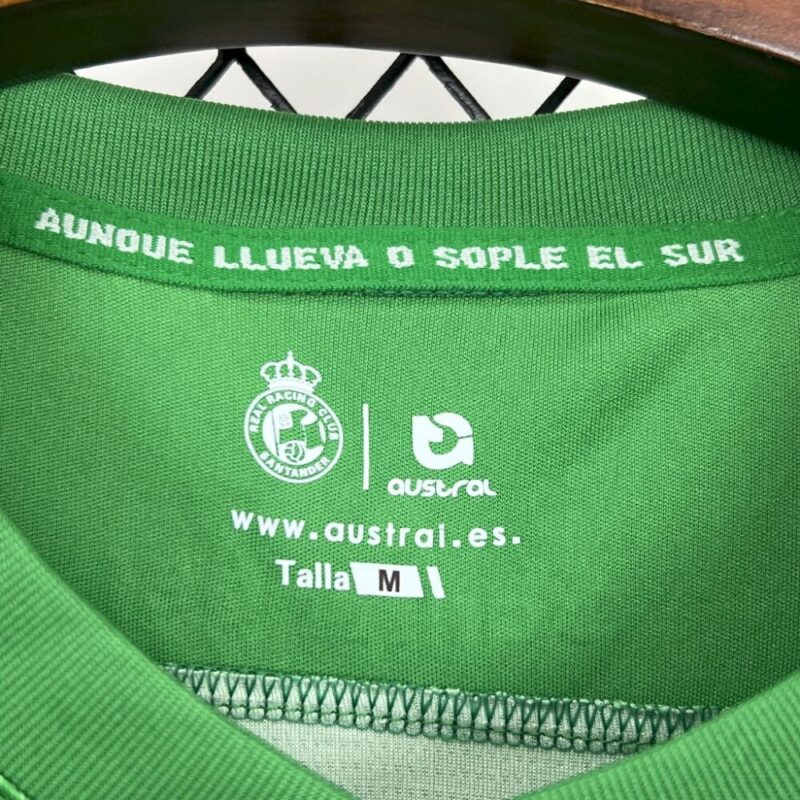 AUNQUE LLUEVA O SOPLE EL SUR
REAL RACING CLUB
SANTANDER
austral
www.austral.es.
Talla M